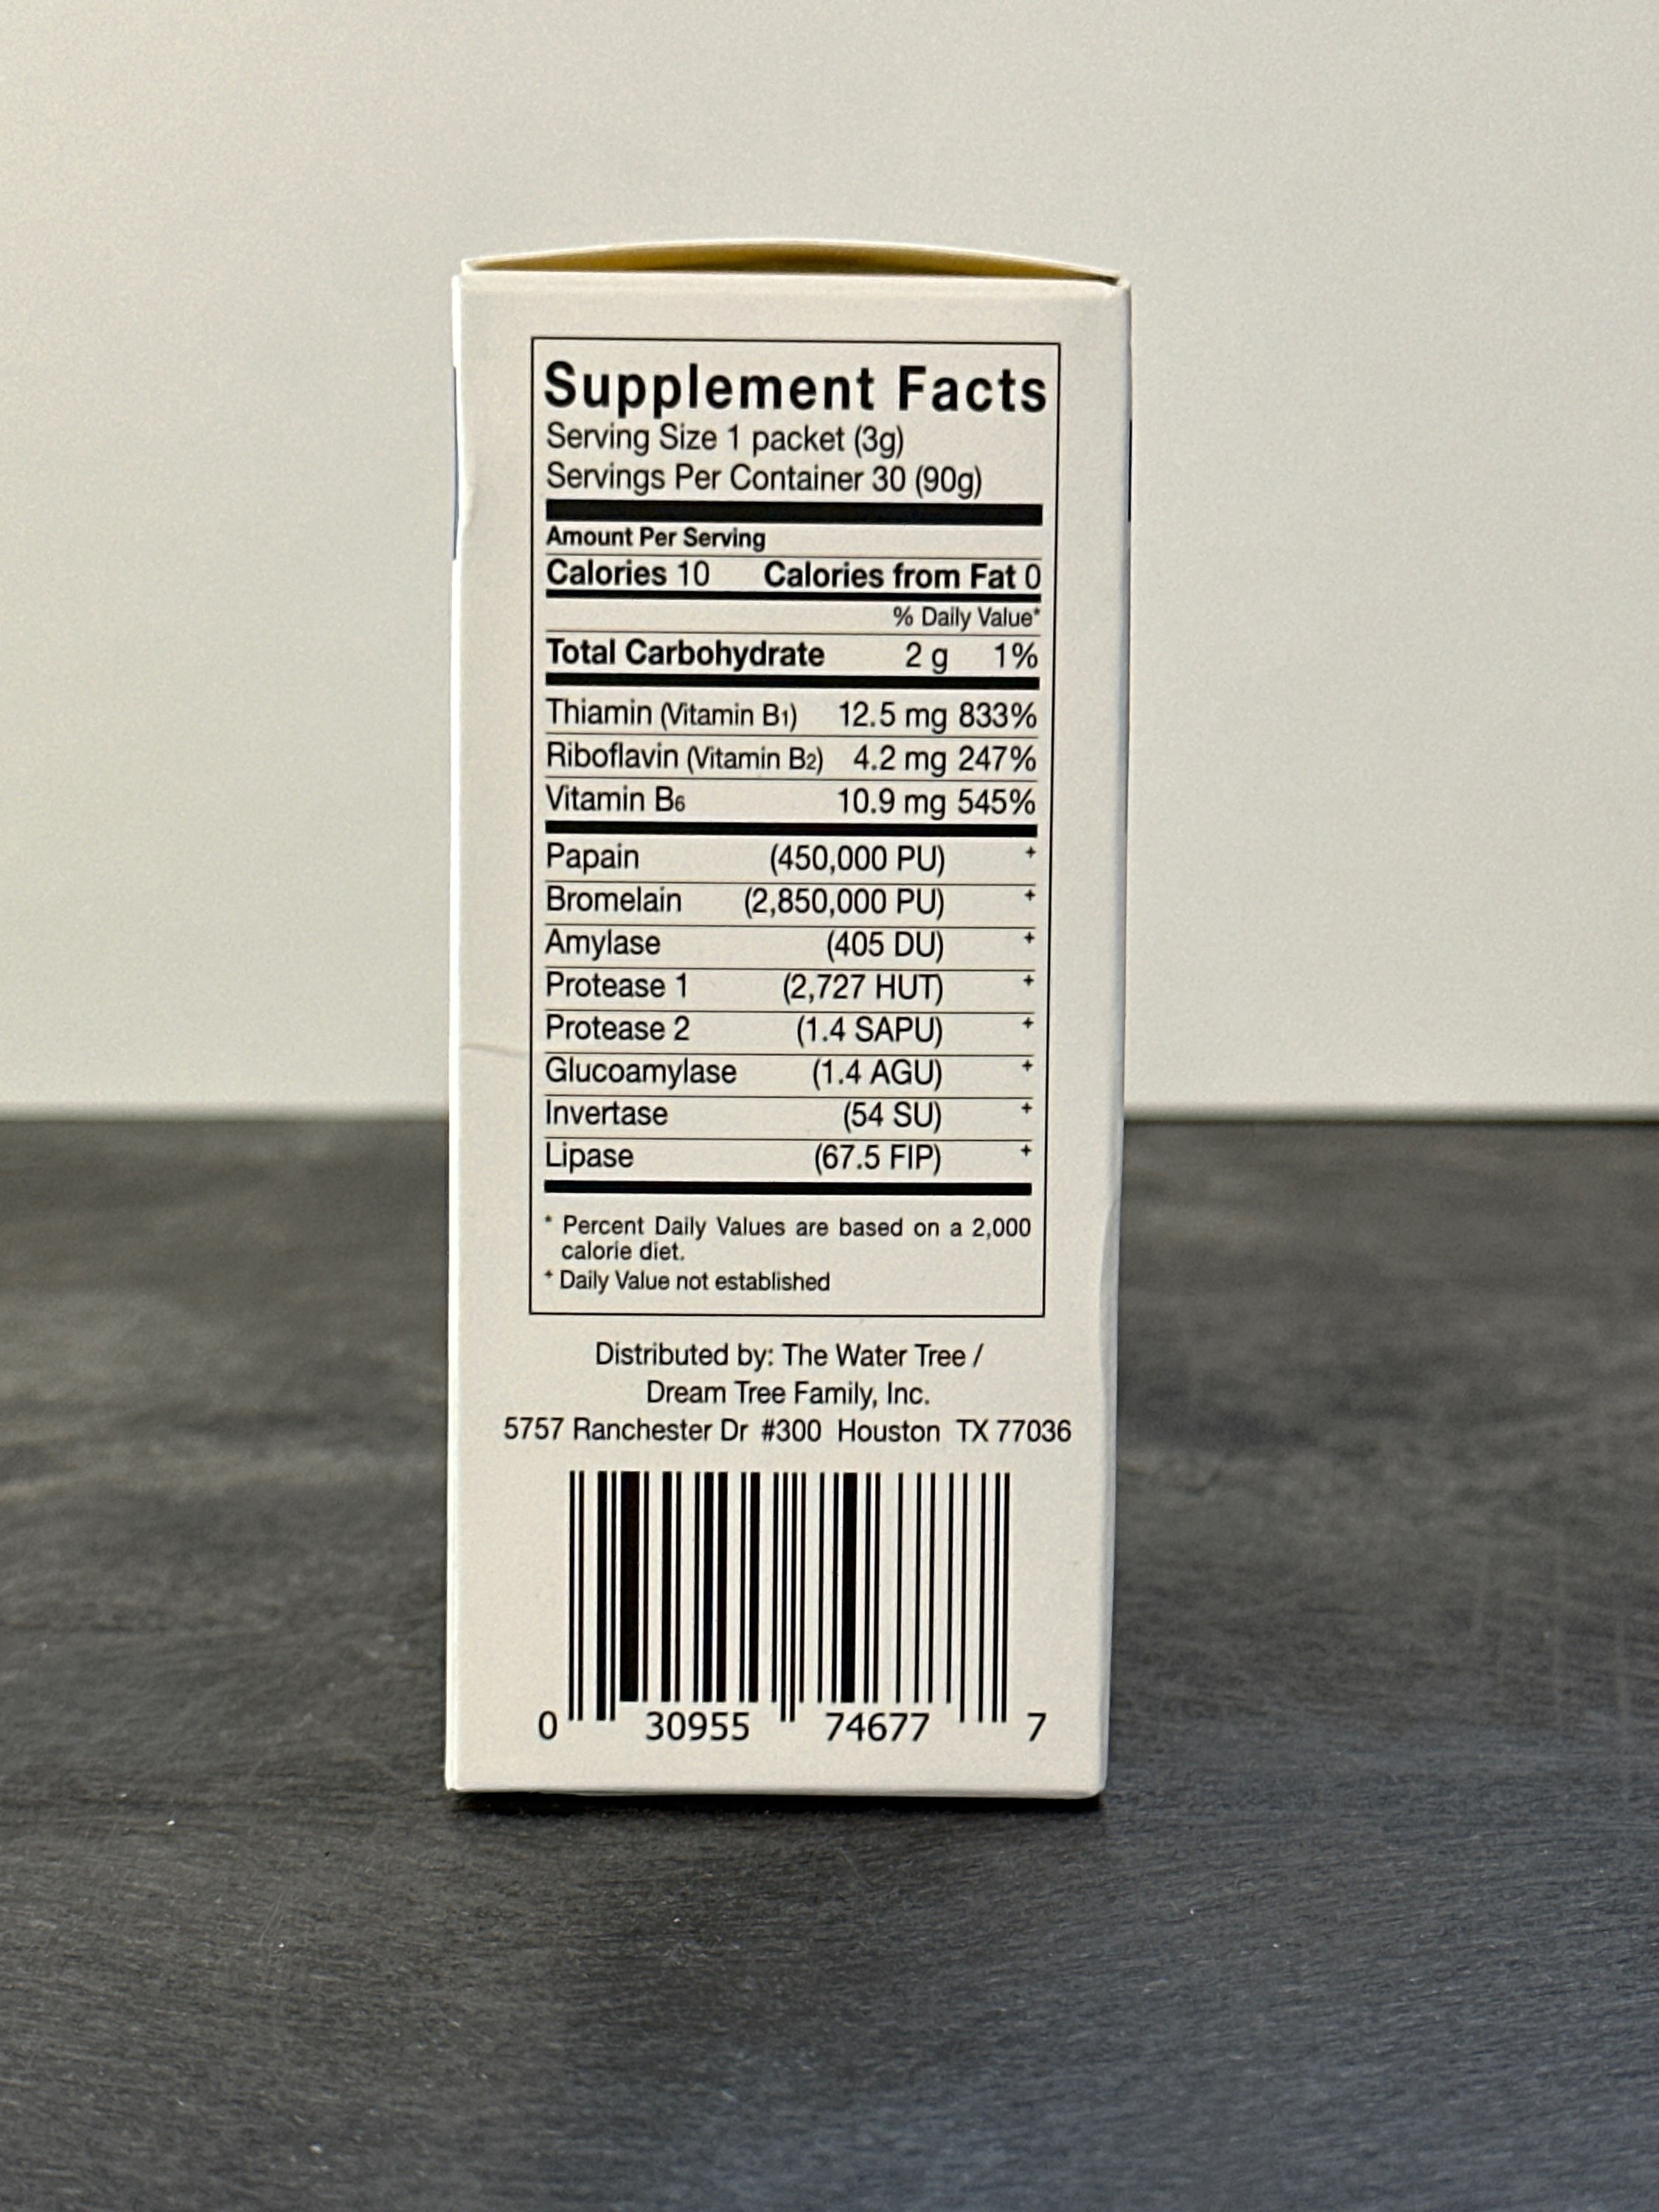 Supplement Facts
Serving Size 1 packet (3g)
Servings Per Container 30 (90g)
Amount Per Serving
Calories 10 Calories from Fat 0
% Daily Value*
Total Carbohydrate 2 g 1%
Thiamin (Vitamin B1) 12.5 mg 833%
Riboflavin (Vitamin B2) 4.2 mg 247%
Vitamin B6 10.9 mg 545%
Papain (450,000 PU) +
Bromelain (2,850,000 PU) +
Amylase (405 DU) +
Protease 1 (2,727 HUT) +
Protease 2 (1.4 SAPU) +
Glucoamylase (1.4 AGU) +
Invertase (54 SU) +
Lipase (67.5 FIP) +
* Percent Daily Values are based on a 2,000
calorie diet.
+ Daily Value not established
Distributed by: The Water Tree /
Dream Tree Family, Inc.
5757 Ranchester Dr #300 Houston TX 77036
0 30955 74677 7